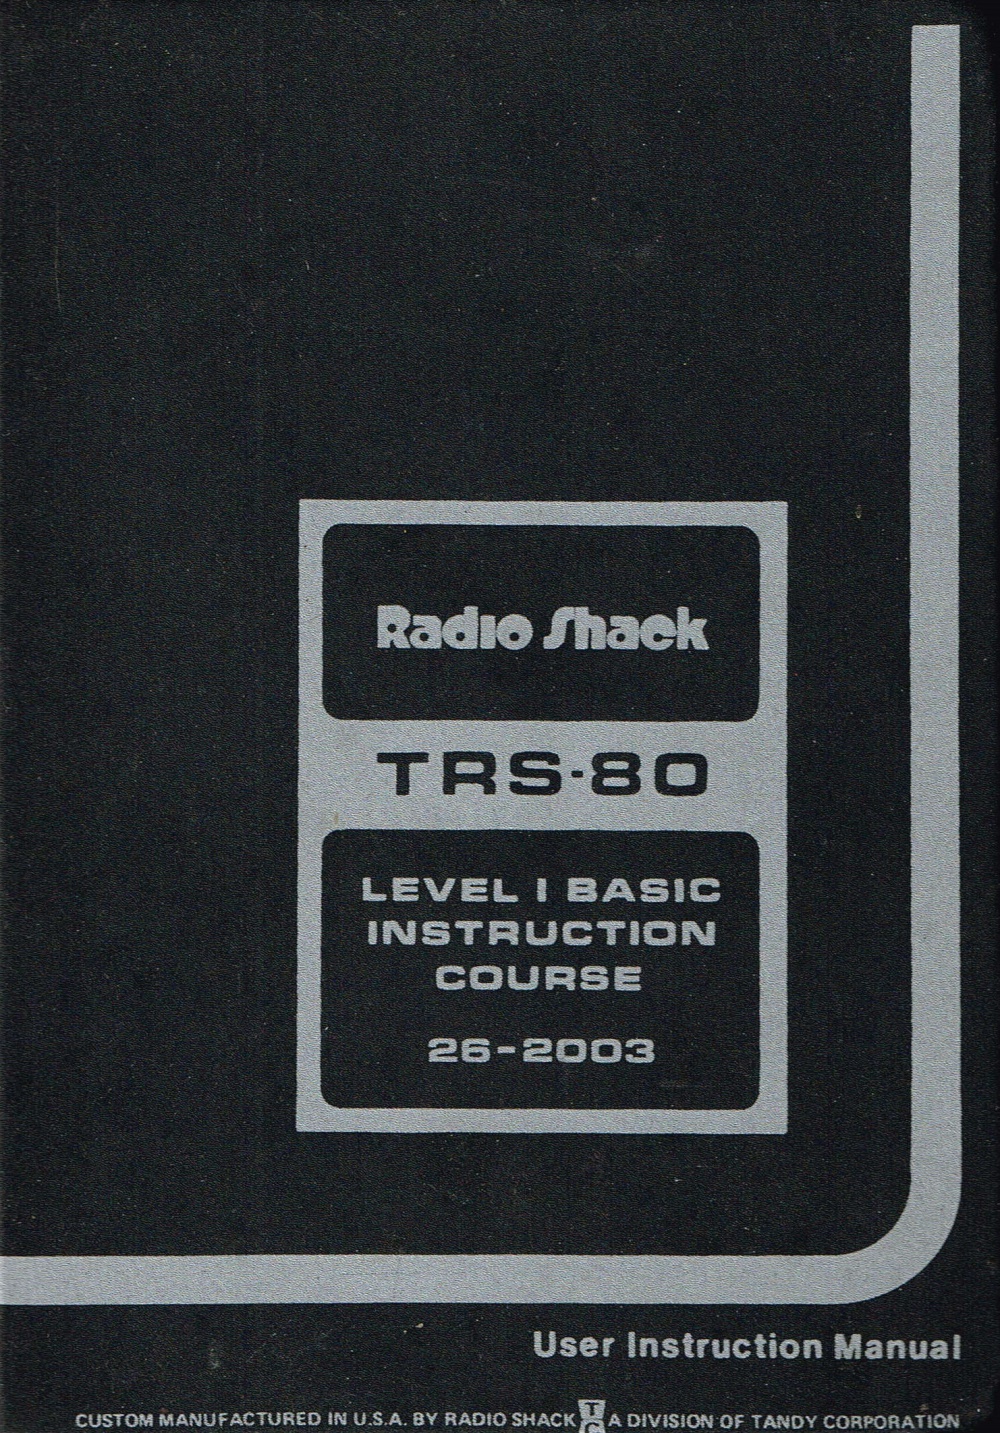 Radio Shack
TRS-80
LEVEL I BASIC
INSTRUCTION
COURSE
26-2003
User Instruction Manual
CUSTOM MANUFACTURED IN U.S.A. BY RADIO SHACK TC A DIVISION OF TANDY CORPORATION